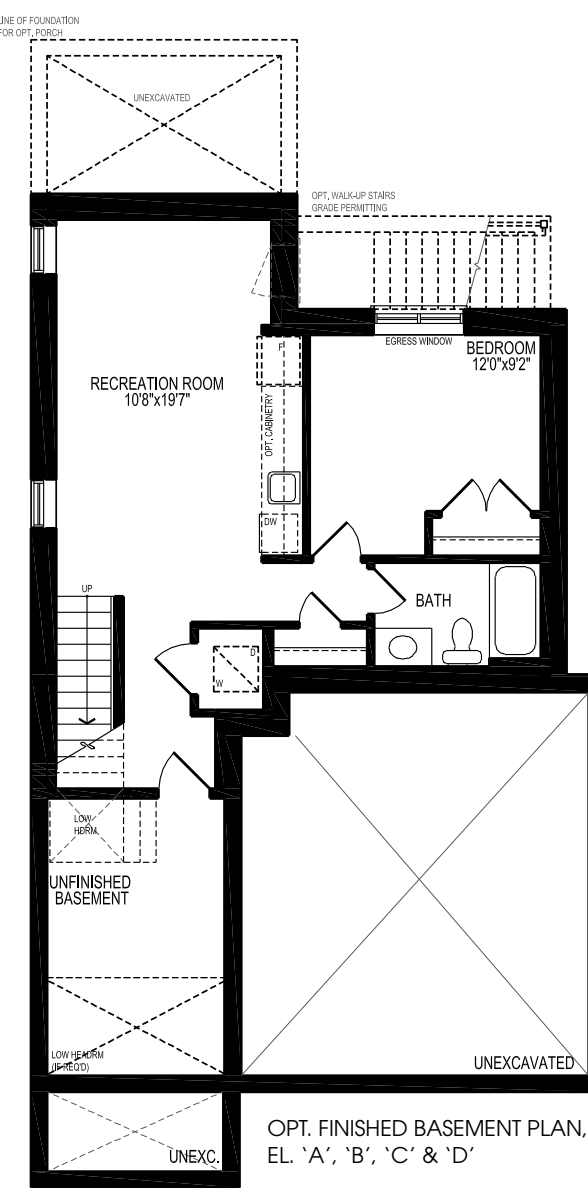 LINE OF FOUNDATION
FOR OPT. PORCH
UNEXCAVATED
OPT. WALK-UP STAIRS
GRADE PERMITTING
EGRESS WINDOW
BEDROOM
12'0"x9'2"
F
RECREATION ROOM
10'8"x19'7"
OPT. CABINETRY
DW
UP
BATH
D
W
LOW
HDRM.
UNFINISHED
BASEMENT
LOW HEADRM
(IF REQ'D)
UNEXCAVATED
UNEXC.
OPT. FINISHED BASEMENT PLAN,
EL. ‘A’, ‘B’, ‘C’ & ‘D’